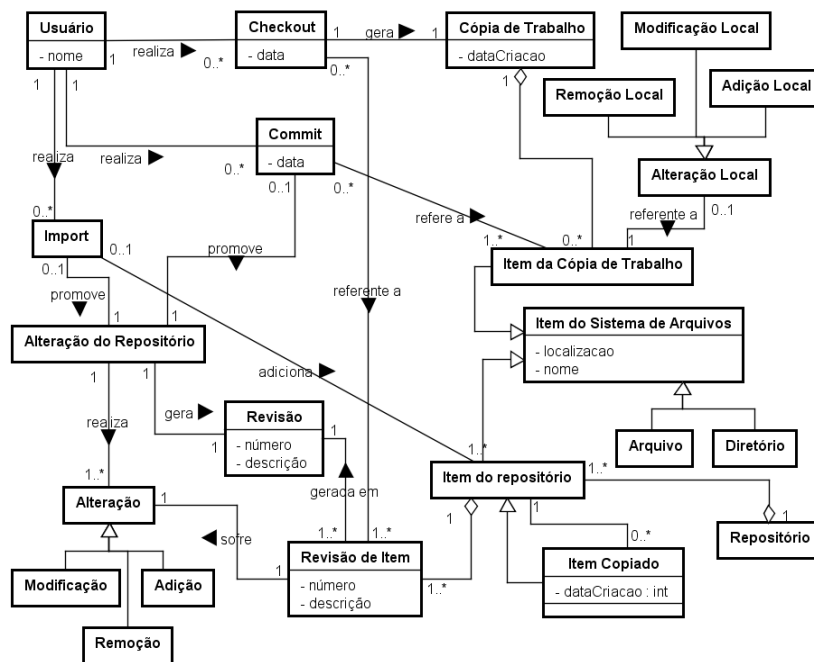 Usuário
- nome
1
realiza
0..*
Checkout
- data
1
gera
1
Cópia de Trabalho
- dataCriacao
Modificação Local
Remoção Local
Adição Local
1
1
0..*
1
Commit
- data
realiza
realiza
0..*
0..1
0..*
Alteração Local
0..1
referente a
refere a
1..*
0..*
1
Item da Cópia de Trabalho
0..*
Import
0..1
0..1
promove
promove
referente a
1
1
Alteração do Repositório
Item do Sistema de Arquivos
- localizacao
- nome
adiciona
1
1
realiza
gera
1
Revisão
- número
- descrição
1
Arquivo
Diretório
1..*
Item do repositório
1..*
1..*
Alteração
1
gerada em
1
1
1
Repositório
sofre
1..*
1..*
0..*
Modificação
Adição
Remoção
1
Revisão de Item
- número
- descrição
1..*
Item Copiado
- dataCriacao : int